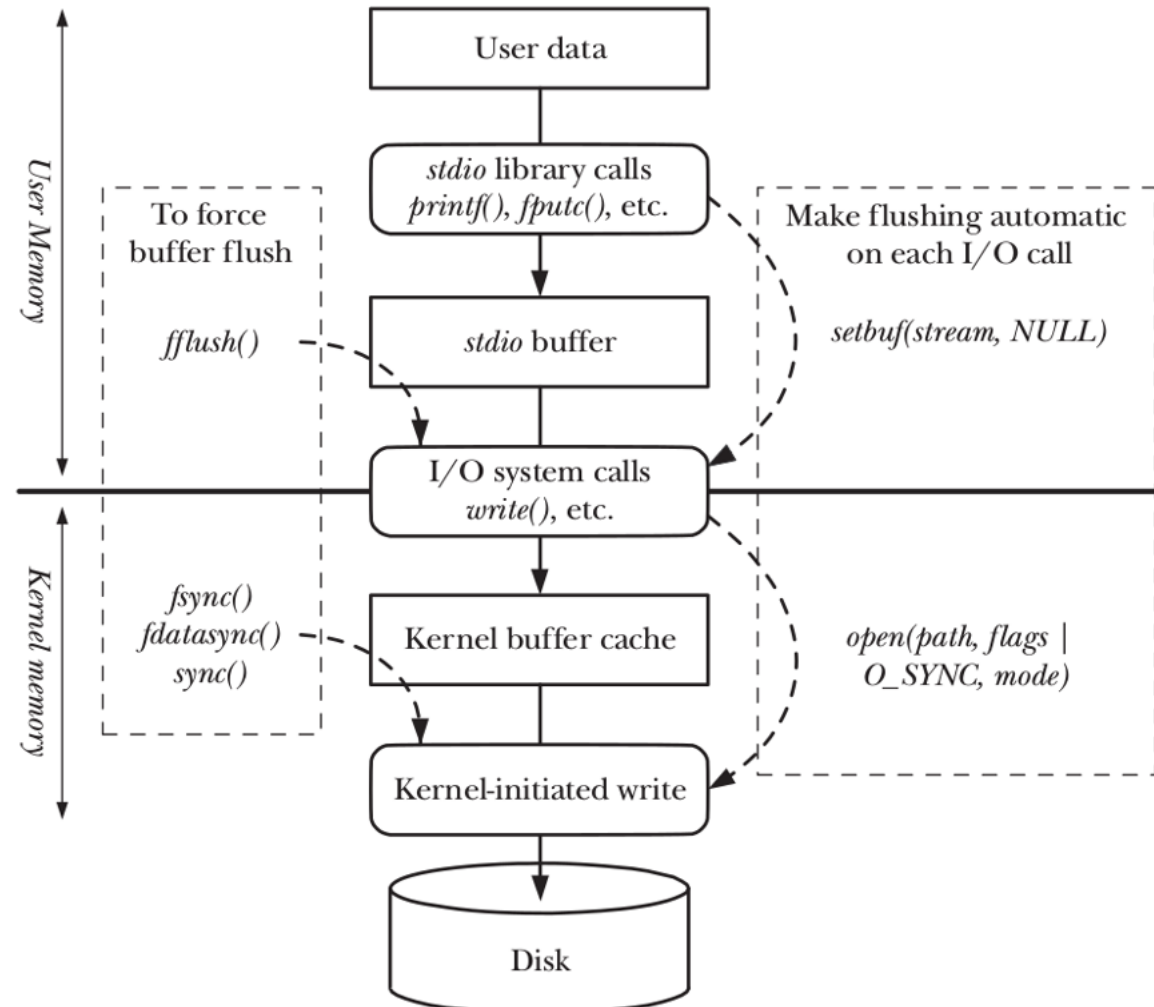 User data
stdio library calls
printf(), fputc(), etc.
User Memory
To force
buffer flush
fflush()
Make flushing automatic
on each I/O call
setbuf(stream, NULL)
stdio buffer
I/O system calls
write(), etc.
Kernel memory
fsync()
fdatasync()
sync()
Kernel buffer cache
open(path, flags |
O_SYNC, mode)
Kernel-initiated write
Disk